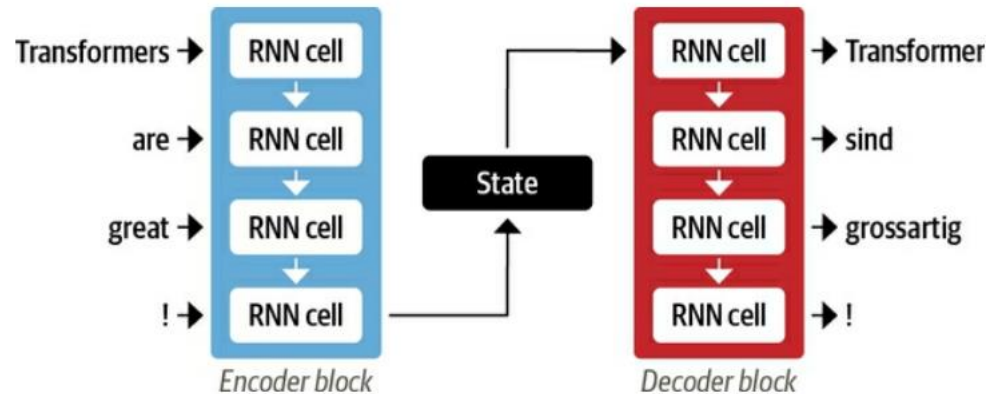 Transformers RNN cell RNN cell Transformer
are RNN cell RNN cell sind
State
great RNN cell RNN cell grossartig
! RNN cell RNN cell !
Encoder block Decoder block